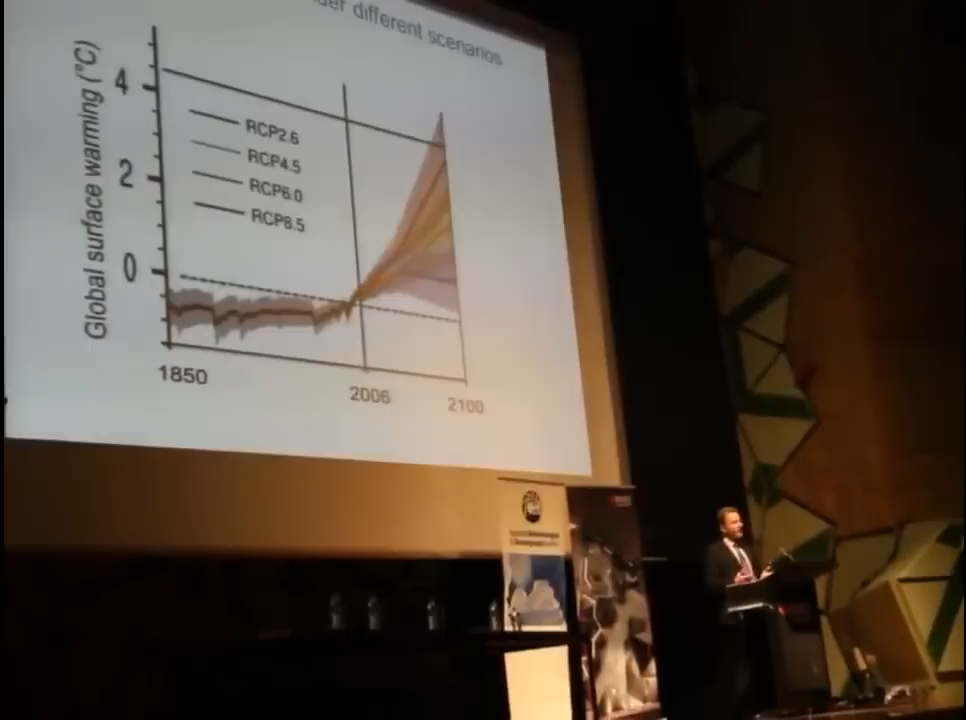 different scenarios
Global surface warming (°C)
4
2
0
RCP2.6
RCP4.5
RCP6.0
RCP8.5
1850
2006
2100